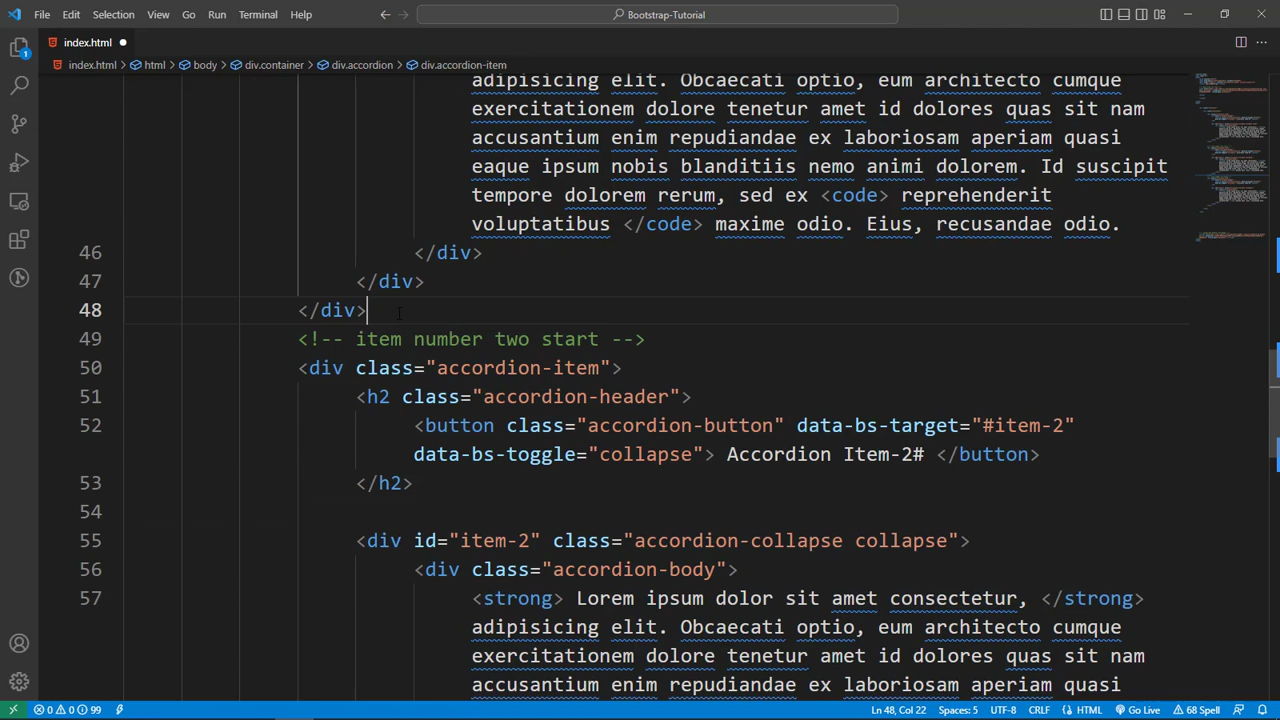 File Edit Selection View Go Run Terminal Help
Bootstrap-Tutorial
index.html
index.html > html > body > div.container > div.accordion > div.accordion-item
adipisicing elit. Obcaecati optio, eum architecto cumque
exercitationem dolore tenetur amet id dolores quas sit nam
accusantium enim repudiandae ex laboriosam aperiam quasi
eaque ipsum nobis blanditiis nemo animi dolorem. Id suscipit
tempore dolorem rerum, sed ex <code> reprehenderit
voluptatibus </code> maxime odio. Eius, recusandae odio.
46 </div>
47 </div>
48 </div>
49 <!-- item number two start -->
50 <div class="accordion-item">
51 <h2 class="accordion-header">
52 <button class="accordion-button" data-bs-target="#item-2"
data-bs-toggle="collapse"> Accordion Item-2# </button>
53 </h2>
54
55 <div id="item-2" class="accordion-collapse collapse">
56 <div class="accordion-body">
57 <strong> Lorem ipsum dolor sit amet consectetur, </strong>
adipisicing elit. Obcaecati optio, eum architecto cumque
exercitationem dolore tenetur amet id dolores quas sit nam
accusantium enim repudiandae ex laboriosam aperiam quasi
1
0 0 99 Ln 48, Col 22 Spaces: 5 UTF-8 CRLF HTML Go Live 68 Spell